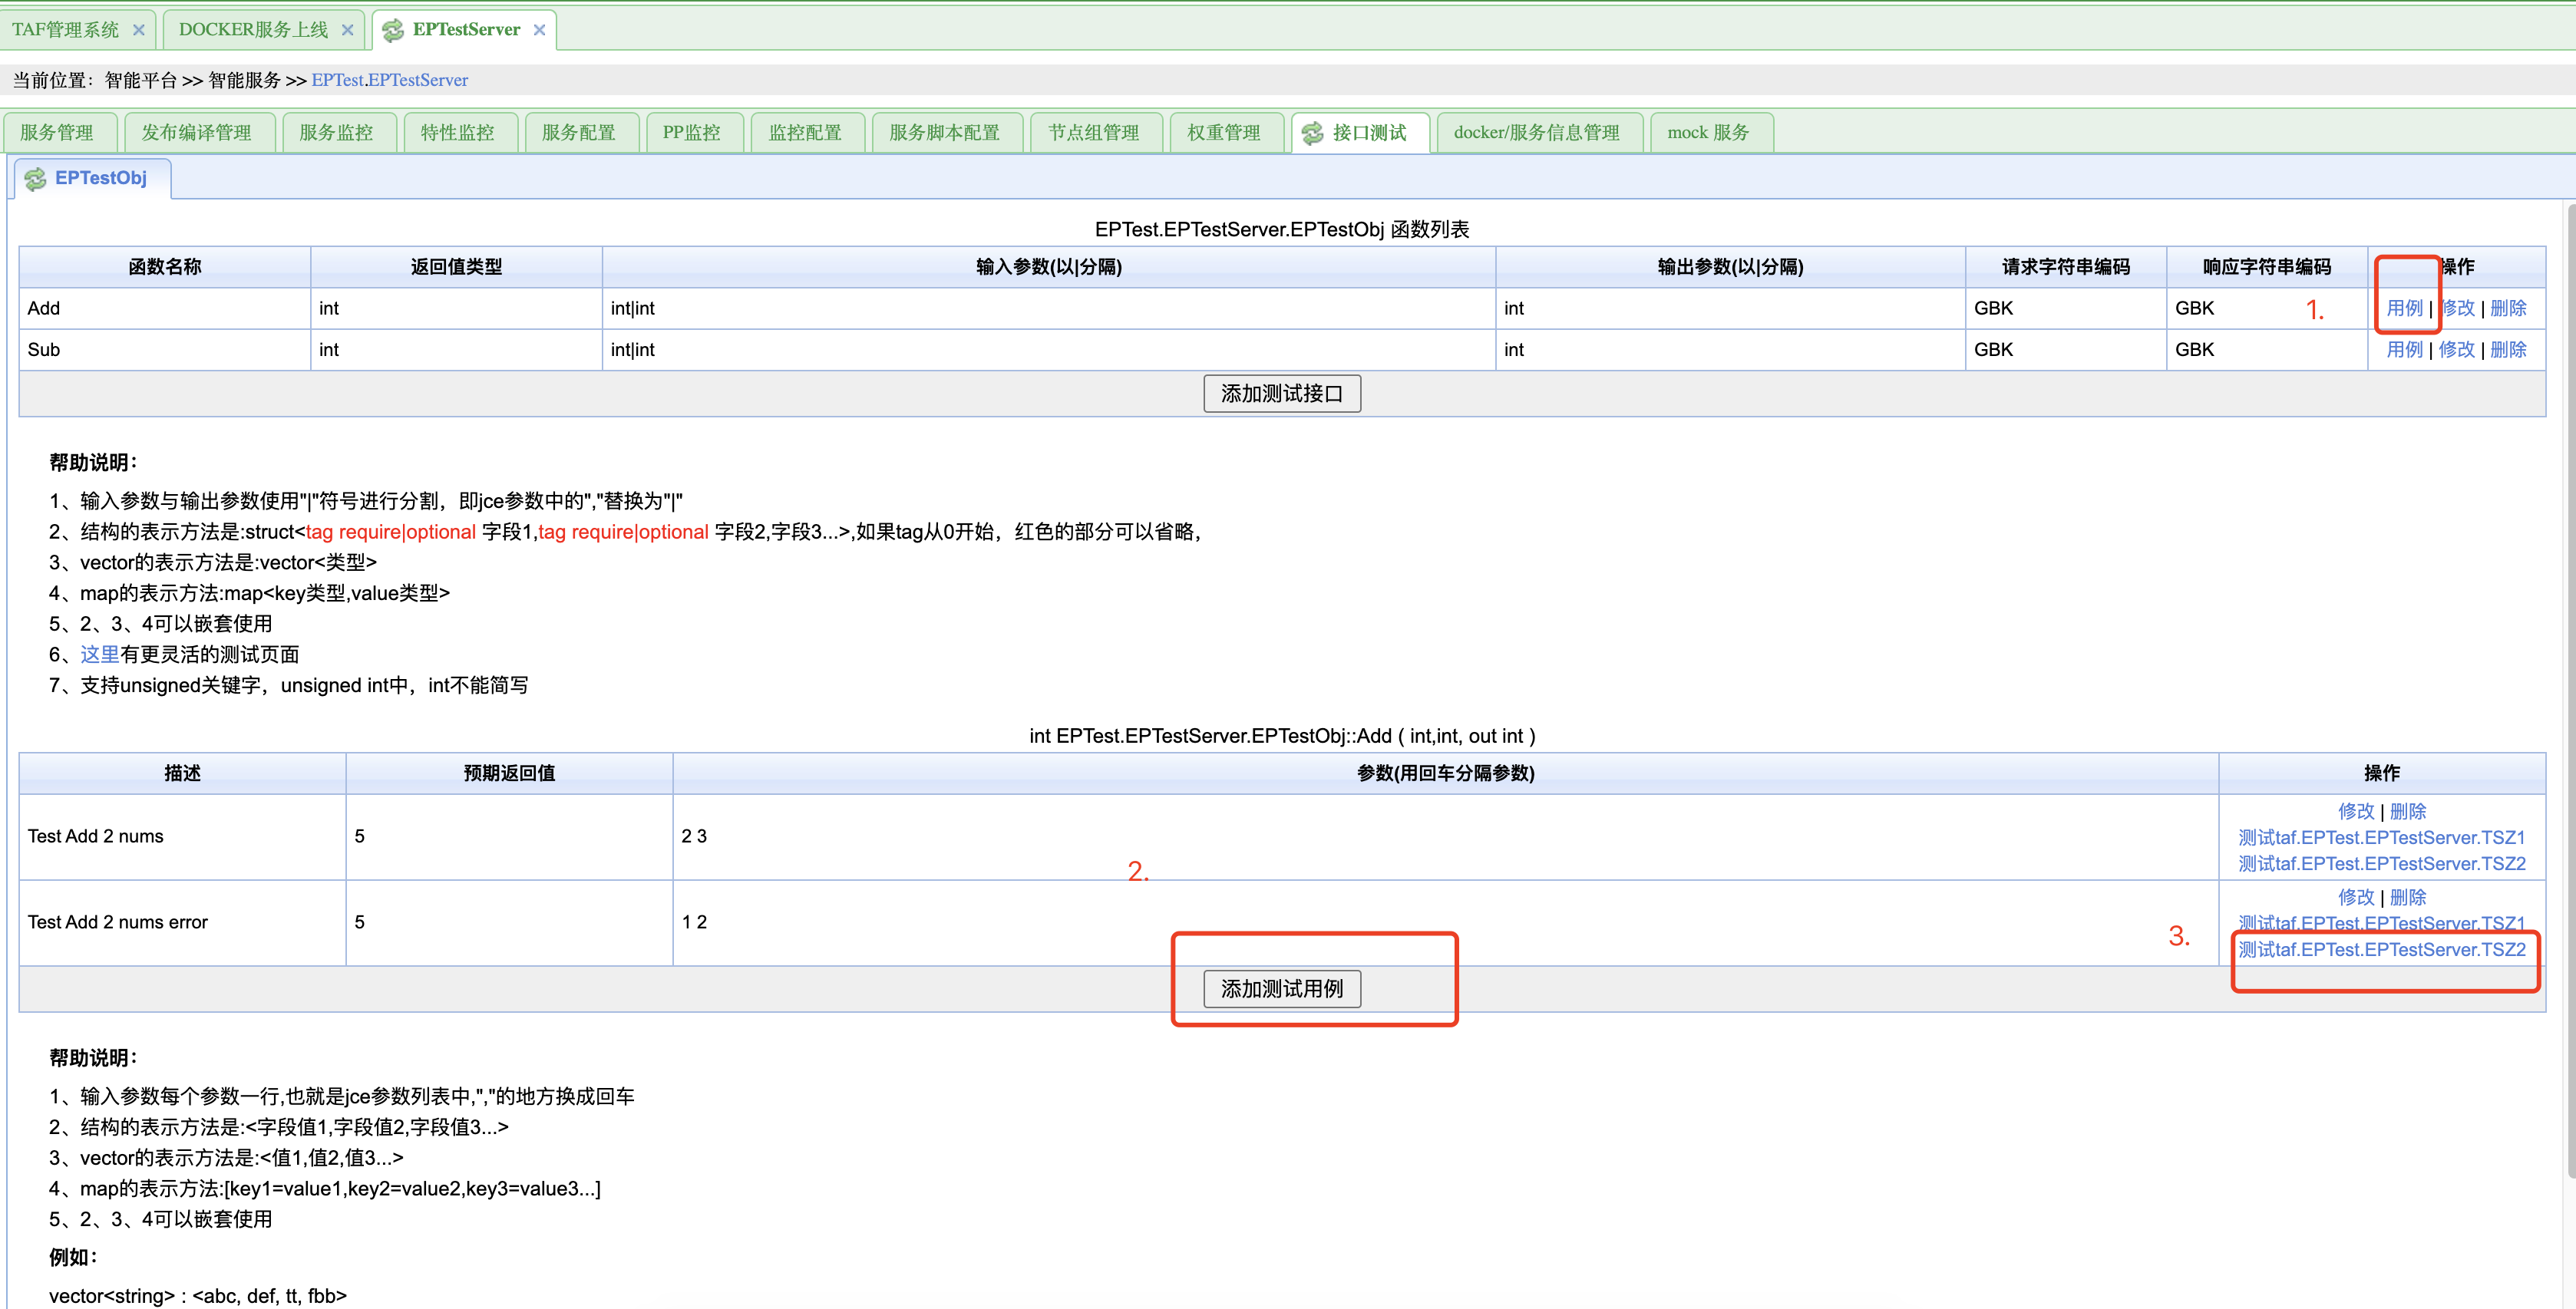 TAF管理系统 DOCKER服务上线 EPTestServer
当前位置：智能平台 >> 智能服务 >> EPTest.EPTestServer
服务管理 发布编译管理 服务监控 特性监控 服务配置 PP监控 监控配置 服务脚本配置 节点组管理 权重管理 接口测试 docker/服务信息管理 mock 服务
EPTestObj
EPTest.EPTestServer.EPTestObj 函数列表
函数名称 返回值类型 输入参数(以|分隔) 输出参数(以|分隔) 请求字符串编码 响应字符串编码 操作
Add int int|int int GBK GBK 1. 用例 | 修改 | 删除
Sub int int|int int GBK GBK 用例 | 修改 | 删除
添加测试接口
帮助说明：
1、输入参数与输出参数使用"|"符号进行分割，即jce参数中的","替换为"|"
2、结构的表示方法是:struct<tag require|optional 字段1,tag require|optional 字段2,字段3...>,如果tag从0开始，红色的部分可以省略，
3、vector的表示方法是:vector<类型>
4、map的表示方法:map<key类型,value类型>
5、2、3、4可以嵌套使用
6、这里有更灵活的测试页面
7、支持unsigned关键字，unsigned int中，int不能简写
int EPTest.EPTestServer.EPTestObj::Add ( int,int, out int )
描述 预期返回值 参数(用回车分隔参数) 操作
修改 | 删除
Test Add 2 nums 5 2 3 测试taf.EPTest.EPTestServer.TSZ1
测试taf.EPTest.EPTestServer.TSZ2
2.
修改 | 删除
Test Add 2 nums error 5 1 2 测试taf.EPTest.EPTestServer.TSZ1
3. 测试taf.EPTest.EPTestServer.TSZ2
添加测试用例
帮助说明：
1、输入参数每个参数一行,也就是jce参数列表中,","的地方换成回车
2、结构的表示方法是:<字段值1,字段值2,字段值3...>
3、vector的表示方法是:<值1,值2,值3...>
4、map的表示方法:[key1=value1,key2=value2,key3=value3...]
5、2、3、4可以嵌套使用
例如：
vector<string> : <abc, def, tt, fbb>